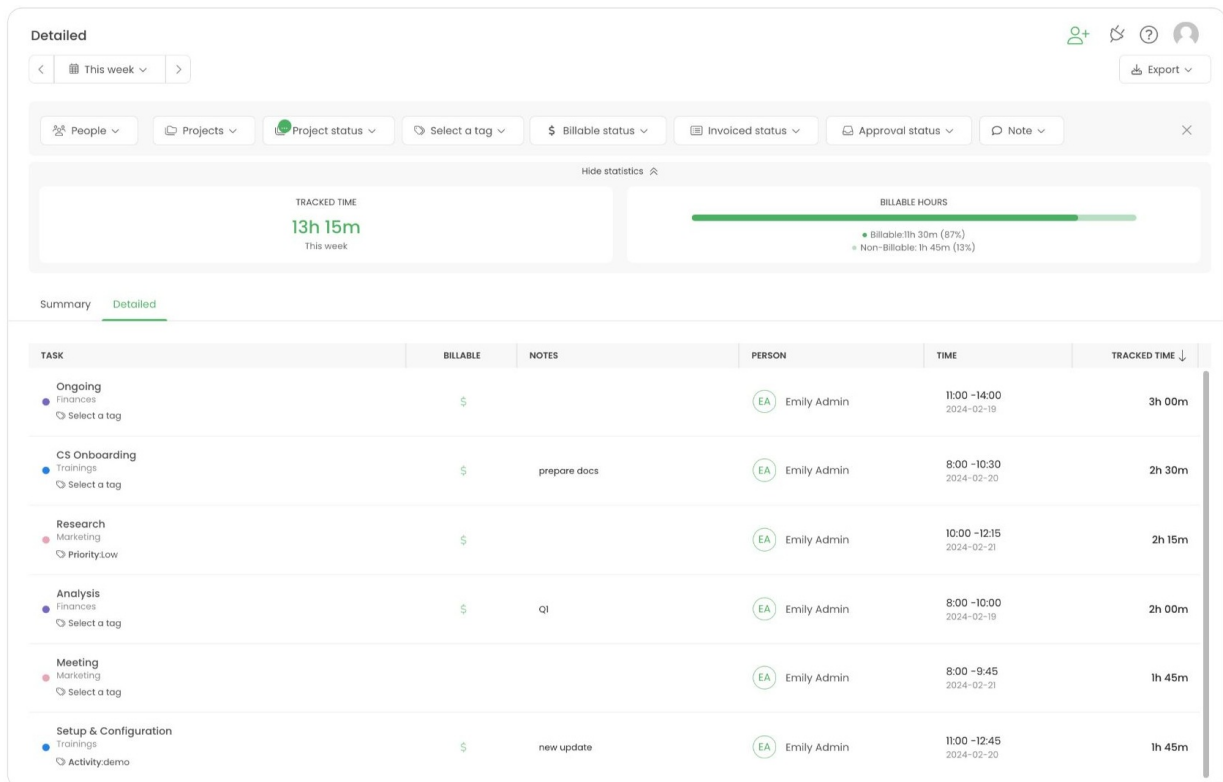 Detailed
This week
Export
People
Projects
Project status
Select a tag
$ Billable status
Invoiced status
Approval status
Note
Hide statistics
TRACKED TIME
13h 15m
This week
BILLABLE HOURS
Billable:11h 30m (87%)
Non-Billable: 1h 45m (13%)
Summary Detailed
TASK BILLABLE NOTES PERSON TIME TRACKED TIME
Ongoing
Finances
Select a tag
$
EA Emily Admin
11:00 -14:00
2024-02-19
3h 00m
CS Onboarding
Trainings
Select a tag
$
prepare docs
EA Emily Admin
8:00 -10:30
2024-02-20
2h 30m
Research
Marketing
Priority:Low
$
EA Emily Admin
10:00 -12:15
2024-02-21
2h 15m
Analysis
Finances
Select a tag
$
Q1
EA Emily Admin
8:00 -10:00
2024-02-19
2h 00m
Meeting
Marketing
Select a tag
EA Emily Admin
8:00 -9:45
2024-02-21
1h 45m
Setup & Configuration
Trainings
Activity:demo
$
new update
EA Emily Admin
11:00 -12:45
2024-02-20
1h 45m